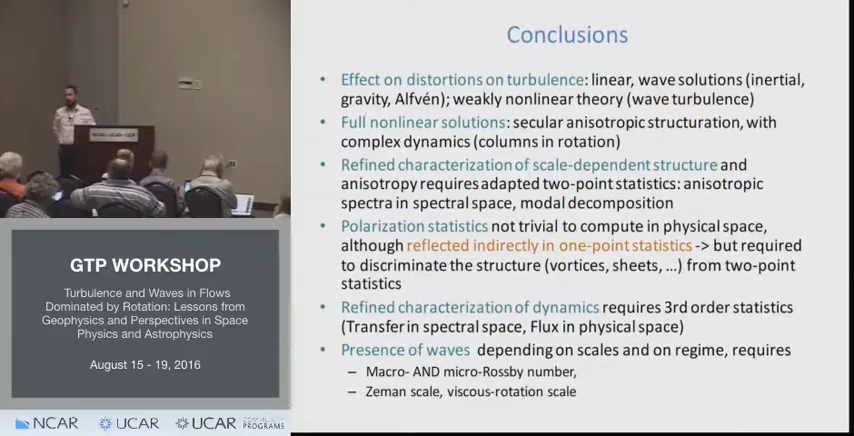 NCAR • UCAR • UCP
GTP WORKSHOP
Turbulence and Waves in Flows
Dominated by Rotation: Lessons from
Geophysics and Perspectives in Space
Physics and Astrophysics
August 15 - 19, 2016
NCAR UCAR UCAR
PROGRAMS
Conclusions
• Effect on distortions on turbulence: linear, wave solutions (inertial,
gravity, Alfvén); weakly nonlinear theory (wave turbulence)
• Full nonlinear solutions: secular anisotropic structuration, with
complex dynamics (columns in rotation)
• Refined characterization of scale-dependent structure and
anisotropy requires adapted two-point statistics: anisotropic
spectra in spectral space, modal decomposition
• Polarization statistics not trivial to compute in physical space,
although reflected indirectly in one-point statistics -> but required
to discriminate the structure (vortices, sheets, ...) from two-point
statistics
• Refined characterization of dynamics requires 3rd order statistics
(Transfer in spectral space, Flux in physical space)
• Presence of waves depending on scales and on regime, requires
– Macro- AND micro-Rossby number,
– Zeman scale, viscous-rotation scale